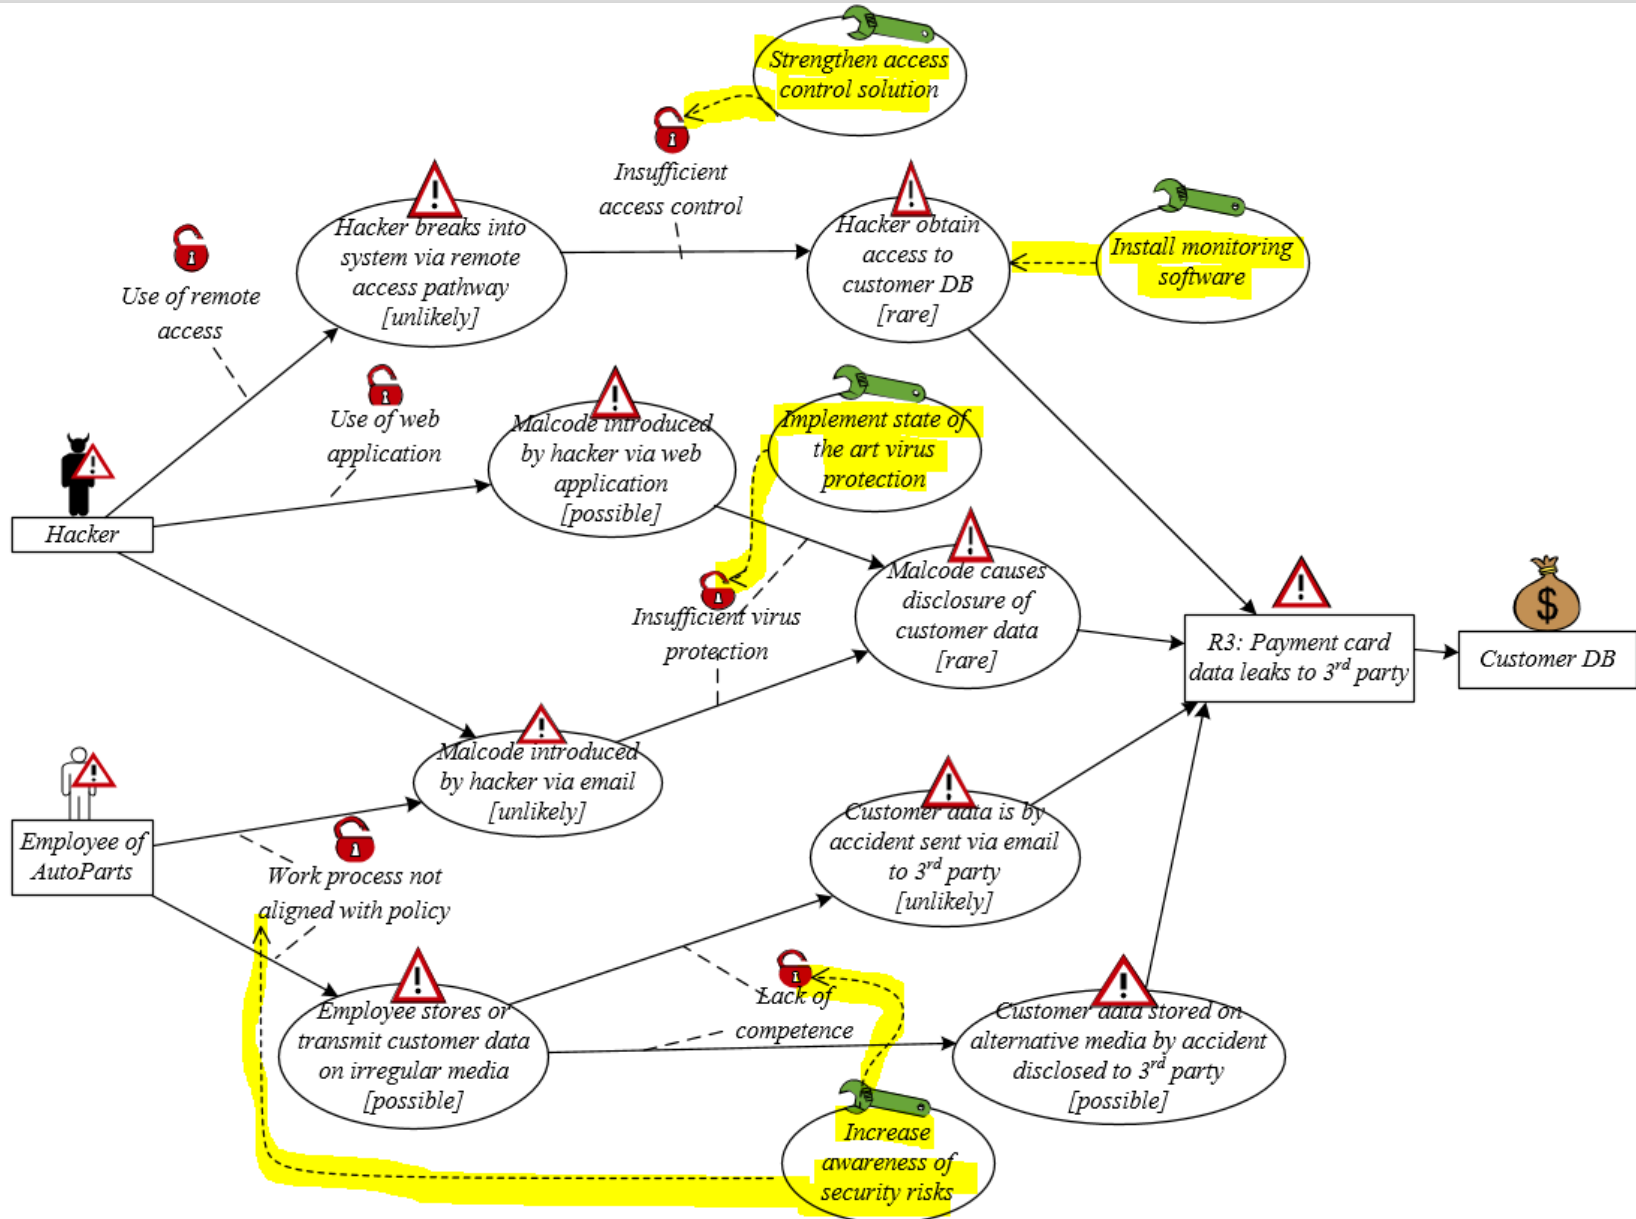 Strengthen access
control solution
Insufficient
access control
Hacker breaks into
system via remote
access pathway
[unlikely]
Hacker obtain
access to
customer DB
[rare]
Install monitoring
software
Use of remote
access
Use of web
application
Malcode introduced
by hacker via web
application
[possible]
Implement state of
the art virus
protection
Hacker
Malcode causes
disclosure of
customer data
[rare]
Insufficient virus
protection
R3: Payment card
data leaks to 3rd party
$
Customer DB
Malcode introduced
by hacker via email
[unlikely]
Employee of
AutoParts
Work process not
aligned with policy
Customer data is by
accident sent via email
to 3rd party
[unlikely]
Employee stores or
transmit customer data
on irregular media
[possible]
Lack of
competence
Customer data stored on
alternative media by accident
disclosed to 3rd party
[possible]
Increase
awareness of
security risks